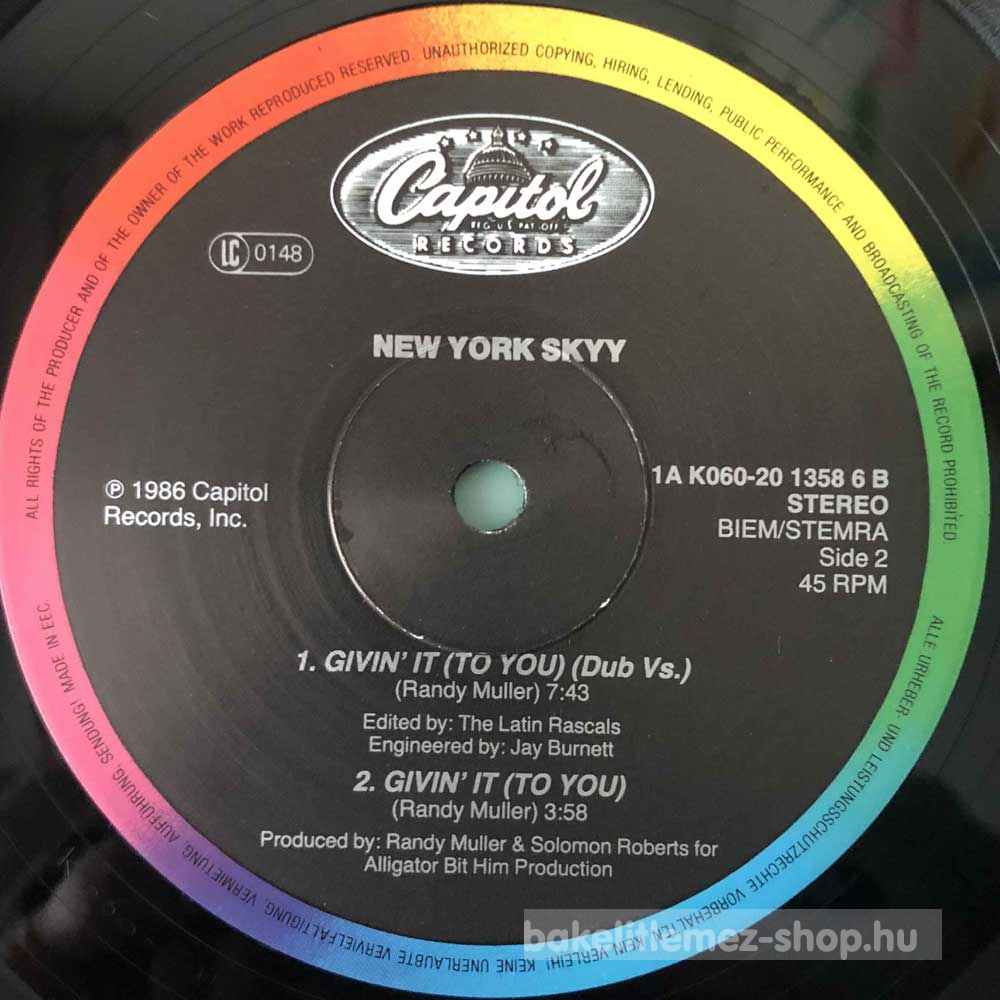 ALL RIGHTS OF THE PRODUCER AND OF THE OWNER OF THE WORK REPRODUCED RESERVED. UNAUTHORIZED COPYING, HIRING, LENDING, PUBLIC PERFORMANCE AND BROADCASTING OF THE RECORD PROHIBITED.
Capitol
REG. U.S. PAT. OFF.
RECORDS
LC 0148
NEW YORK SKYY
℗ 1986 Capitol
Records, Inc.
1A K060-20 1358 6 B
STEREO
BIEM/STEMRA
Side 2
45 RPM
1. GIVIN' IT (TO YOU) (Dub Vs.)
(Randy Muller) 7:43
Edited by: The Latin Rascals
Engineered by: Jay Burnett
2. GIVIN' IT (TO YOU)
(Randy Muller) 3:58
Produced by: Randy Muller & Solomon Roberts for
Alligator Bit Him Production
ALLE URHEBER- UND LEISTUNGSSCHUTZRECHTE VORBEHALTEN. KEIN VERLEIH! KEINE UNERLAUBTE VERVIELFÄLTIGUNG, VERMIETUNG, AUFFÜHRUNG, SENDUNG! MADE IN EEC.
bakelitlemez-shop.hu